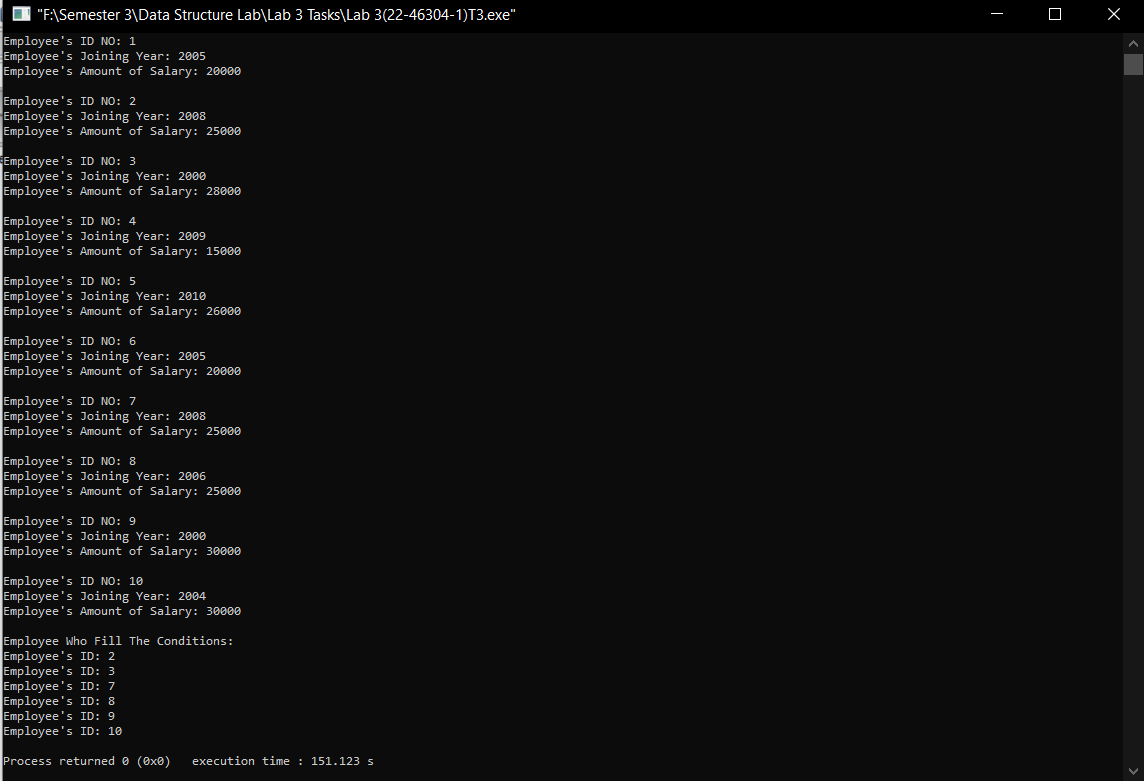 "F:\Semester 3\Data Structure Lab\Lab 3 Tasks\Lab 3(22-46304-1)T3.exe"
Employee's ID NO: 1
Employee's Joining Year: 2005
Employee's Amount of Salary: 20000
Employee's ID NO: 2
Employee's Joining Year: 2008
Employee's Amount of Salary: 25000
Employee's ID NO: 3
Employee's Joining Year: 2000
Employee's Amount of Salary: 28000
Employee's ID NO: 4
Employee's Joining Year: 2009
Employee's Amount of Salary: 15000
Employee's ID NO: 5
Employee's Joining Year: 2010
Employee's Amount of Salary: 26000
Employee's ID NO: 6
Employee's Joining Year: 2005
Employee's Amount of Salary: 20000
Employee's ID NO: 7
Employee's Joining Year: 2008
Employee's Amount of Salary: 25000
Employee's ID NO: 8
Employee's Joining Year: 2006
Employee's Amount of Salary: 25000
Employee's ID NO: 9
Employee's Joining Year: 2000
Employee's Amount of Salary: 30000
Employee's ID NO: 10
Employee's Joining Year: 2004
Employee's Amount of Salary: 30000
Employee Who Fill The Conditions:
Employee's ID: 2
Employee's ID: 3
Employee's ID: 7
Employee's ID: 8
Employee's ID: 9
Employee's ID: 10
Process returned 0 (0x0)   execution time : 151.123 s